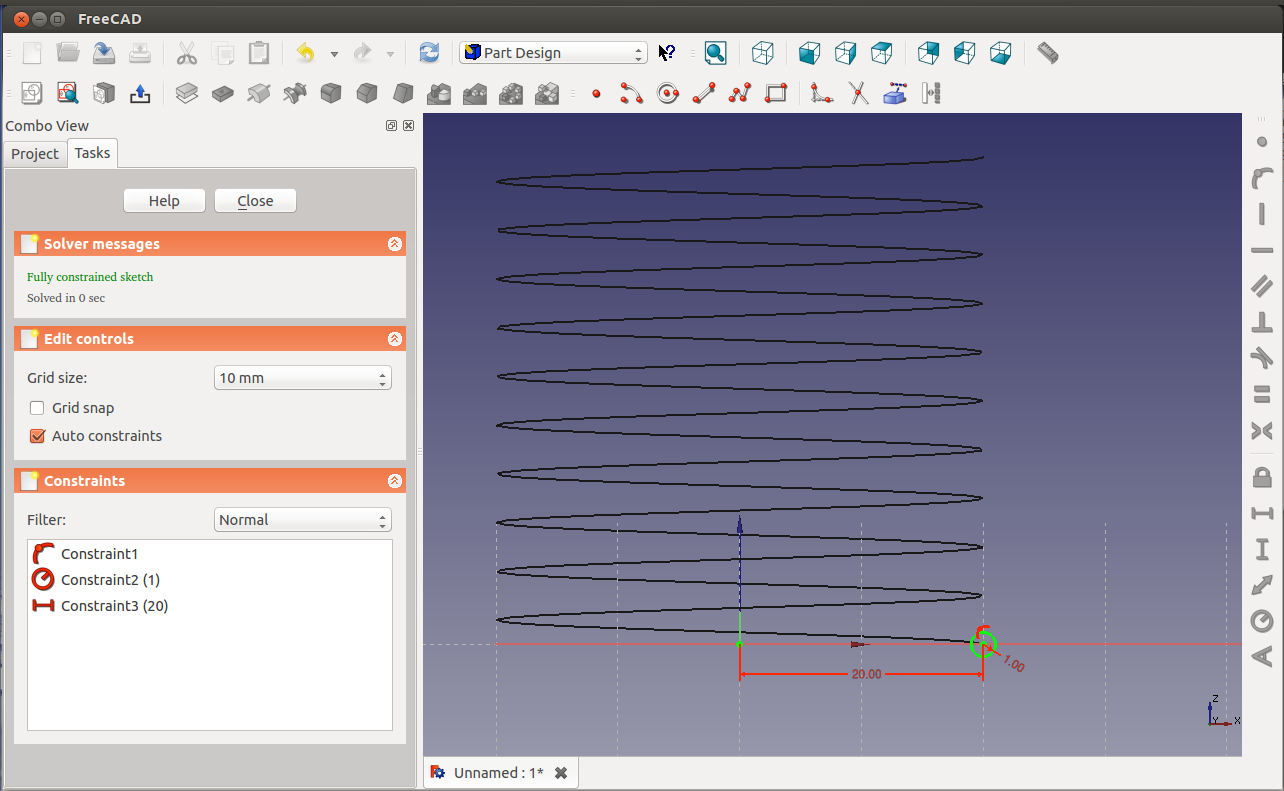 FreeCAD
Part Design
Combo View
Project
Tasks
Help
Close
Solver messages
Fully constrained sketch
Solved in 0 sec
Edit controls
Grid size:
10 mm
Grid snap
Auto constraints
Constraints
Filter:
Normal
Constraint1
Constraint2 (1)
Constraint3 (20)
1.00
20.00
Z
Y
X
Unnamed : 1*